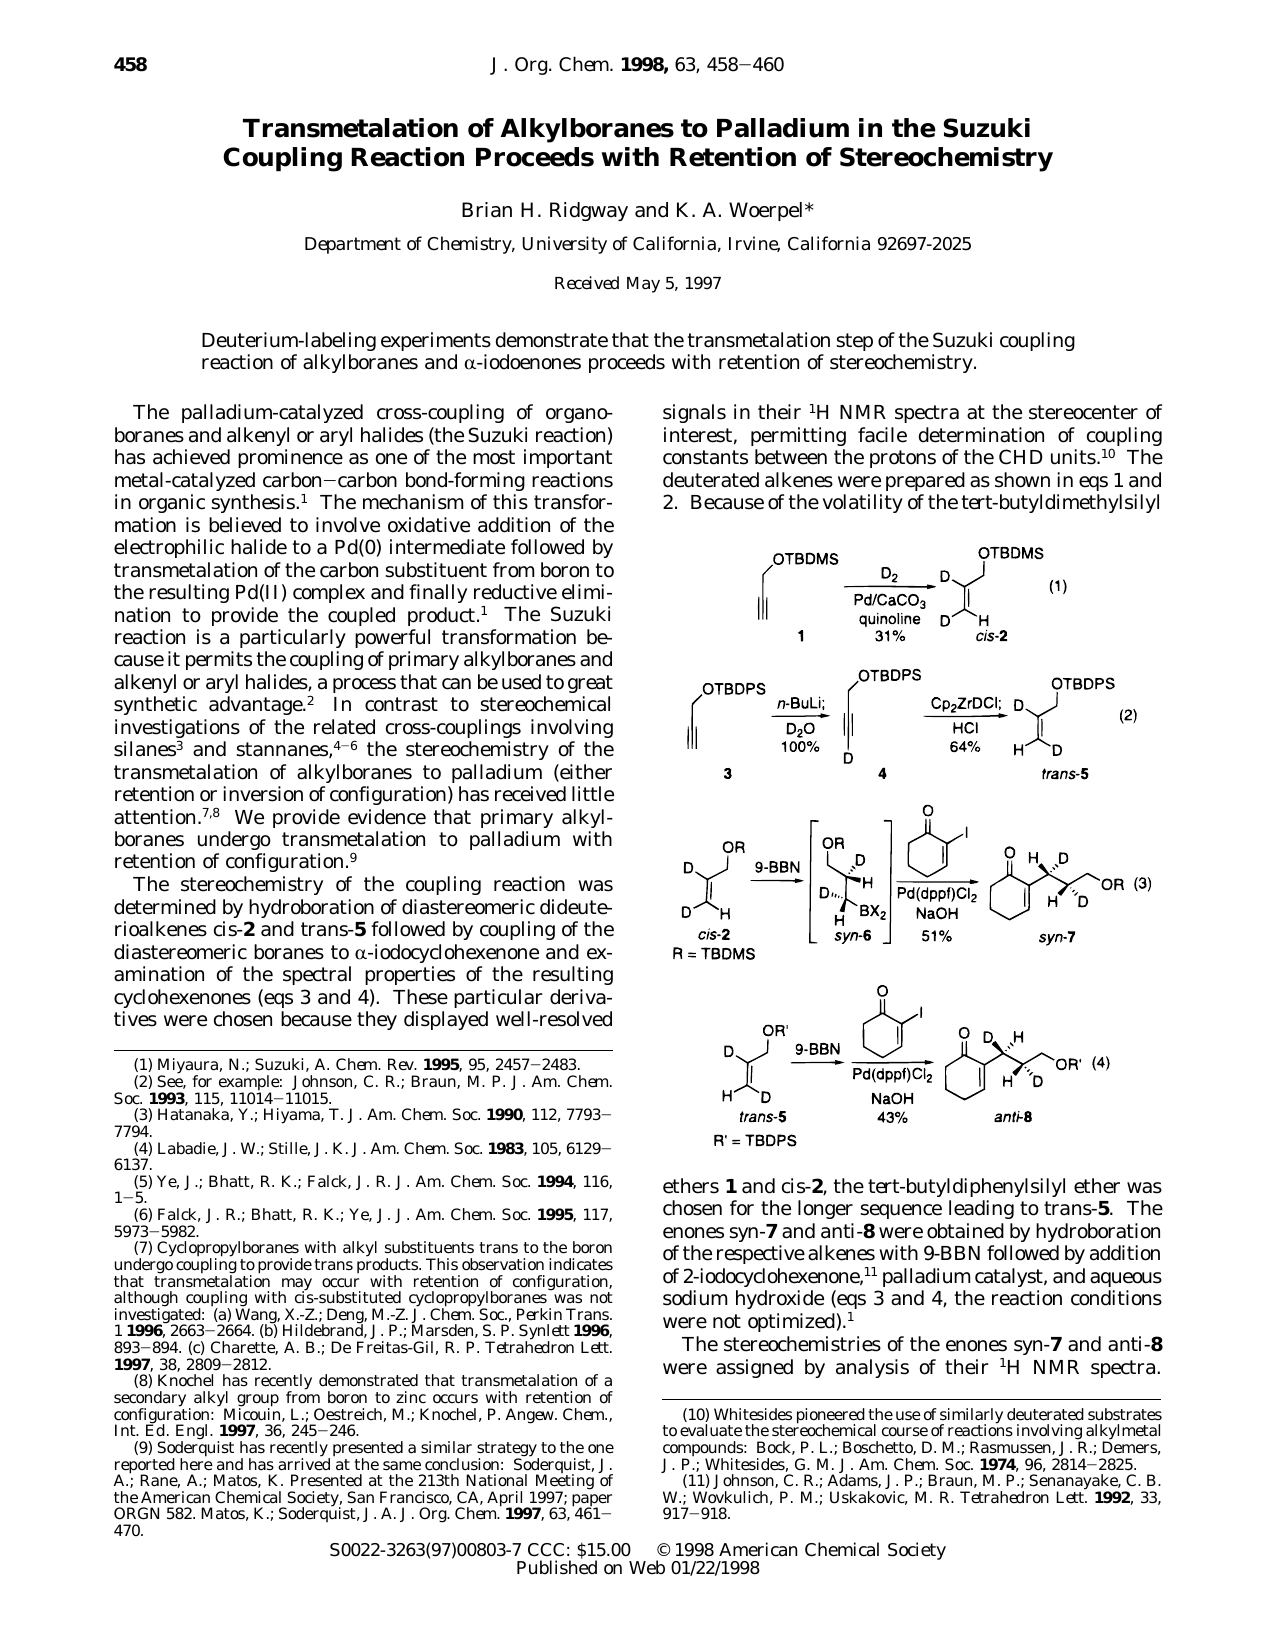 458
J. Org. Chem. 1998, 63, 458−460
Transmetalation of Alkylboranes to Palladium in the Suzuki
Coupling Reaction Proceeds with Retention of Stereochemistry
Brian H. Ridgway and K. A. Woerpel*
Department of Chemistry, University of California, Irvine, California 92697-2025
Received May 5, 1997
Deuterium-labeling experiments demonstrate that the transmetalation step of the Suzuki coupling
reaction of alkylboranes and α-iodoenones proceeds with retention of stereochemistry.
The palladium-catalyzed cross-coupling of organo-
boranes and alkenyl or aryl halides (the Suzuki reaction)
has achieved prominence as one of the most important
metal-catalyzed carbon−carbon bond-forming reactions
in organic synthesis.¹ The mechanism of this transfor-
mation is believed to involve oxidative addition of the
electrophilic halide to a Pd(0) intermediate followed by
transmetalation of the carbon substituent from boron to
the resulting Pd(II) complex and finally reductive elimi-
nation to provide the coupled product.¹ The Suzuki
reaction is a particularly powerful transformation be-
cause it permits the coupling of primary alkylboranes and
alkenyl or aryl halides, a process that can be used to great
synthetic advantage.² In contrast to stereochemical
investigations of the related cross-couplings involving
silanes³ and stannanes,⁴⁻⁶ the stereochemistry of the
transmetalation of alkylboranes to palladium (either
retention or inversion of configuration) has received little
attention.⁷,⁸ We provide evidence that primary alkyl-
boranes undergo transmetalation to palladium with
retention of configuration.⁹
The stereochemistry of the coupling reaction was
determined by hydroboration of diastereomeric dideute-
rioalkenes cis-2 and trans-5 followed by coupling of the
diastereomeric boranes to α-iodocyclohexenone and ex-
amination of the spectral properties of the resulting
cyclohexenones (eqs 3 and 4). These particular deriva-
tives were chosen because they displayed well-resolved
(1) Miyaura, N.; Suzuki, A. Chem. Rev. 1995, 95, 2457−2483.
(2) See, for example: Johnson, C. R.; Braun, M. P. J. Am. Chem.
Soc. 1993, 115, 11014−11015.
(3) Hatanaka, Y.; Hiyama, T. J. Am. Chem. Soc. 1990, 112, 7793−
7794.
(4) Labadie, J. W.; Stille, J. K. J. Am. Chem. Soc. 1983, 105, 6129−
6137.
(5) Ye, J.; Bhatt, R. K.; Falck, J. R. J. Am. Chem. Soc. 1994, 116,
1−5.
(6) Falck, J. R.; Bhatt, R. K.; Ye, J. J. Am. Chem. Soc. 1995, 117,
5973−5982.
(7) Cyclopropylboranes with alkyl substituents trans to the boron
undergo coupling to provide trans products. This observation indicates
that transmetalation may occur with retention of configuration,
although coupling with cis-substituted cyclopropylboranes was not
investigated: (a) Wang, X.-Z.; Deng, M.-Z. J. Chem. Soc., Perkin Trans.
1 1996, 2663−2664. (b) Hildebrand, J. P.; Marsden, S. P. Synlett 1996,
893−894. (c) Charette, A. B.; De Freitas-Gil, R. P. Tetrahedron Lett.
1997, 38, 2809−2812.
(8) Knochel has recently demonstrated that transmetalation of a
secondary alkyl group from boron to zinc occurs with retention of
configuration: Micouin, L.; Oestreich, M.; Knochel, P. Angew. Chem.,
Int. Ed. Engl. 1997, 36, 245−246.
(9) Soderquist has recently presented a similar strategy to the one
reported here and has arrived at the same conclusion: Soderquist, J.
A.; Rane, A.; Matos, K. Presented at the 213th National Meeting of
the American Chemical Society, San Francisco, CA, April 1997; paper
ORGN 582. Matos, K.; Soderquist, J. A. J. Org. Chem. 1997, 63, 461−
470.
signals in their ¹H NMR spectra at the stereocenter of
interest, permitting facile determination of coupling
constants between the protons of the CHD units.¹⁰ The
deuterated alkenes were prepared as shown in eqs 1 and
2. Because of the volatility of the tert-butyldimethylsilyl
OTBDMS
1
D₂
Pd/CaCO₃
quinoline
31%
OTBDMS
D
D H
cis-2
(1)
OTBDPS
3
n-BuLi;
D₂O
100%
OTBDPS
D
4
Cp₂ZrDCl;
HCl
64%
OTBDPS
D
H D
trans-5
(2)
OR
D
D H
cis-2
R = TBDMS
9-BBN
OR
D
H
D
H
BX₂
syn-6
O
I
Pd(dppf)Cl₂
NaOH
51%
O H D
OR (3)
H D
syn-7
OR'
D
H D
trans-5
R' = TBDPS
9-BBN
O
I
Pd(dppf)Cl₂
NaOH
43%
O D H
OR' (4)
H D
anti-8
ethers 1 and cis-2, the tert-butyldiphenylsilyl ether was
chosen for the longer sequence leading to trans-5. The
enones syn-7 and anti-8 were obtained by hydroboration
of the respective alkenes with 9-BBN followed by addition
of 2-iodocyclohexenone,¹¹ palladium catalyst, and aqueous
sodium hydroxide (eqs 3 and 4, the reaction conditions
were not optimized).¹
The stereochemistries of the enones syn-7 and anti-8
were assigned by analysis of their ¹H NMR spectra.
(10) Whitesides pioneered the use of similarly deuterated substrates
to evaluate the stereochemical course of reactions involving alkylmetal
compounds: Bock, P. L.; Boschetto, D. M.; Rasmussen, J. R.; Demers,
J. P.; Whitesides, G. M. J. Am. Chem. Soc. 1974, 96, 2814−2825.
(11) Johnson, C. R.; Adams, J. P.; Braun, M. P.; Senanayake, C. B.
W.; Wovkulich, P. M.; Uskakovic, M. R. Tetrahedron Lett. 1992, 33,
917−918.
S0022-3263(97)00803-7 CCC: $15.00 © 1998 American Chemical Society
Published on Web 01/22/1998